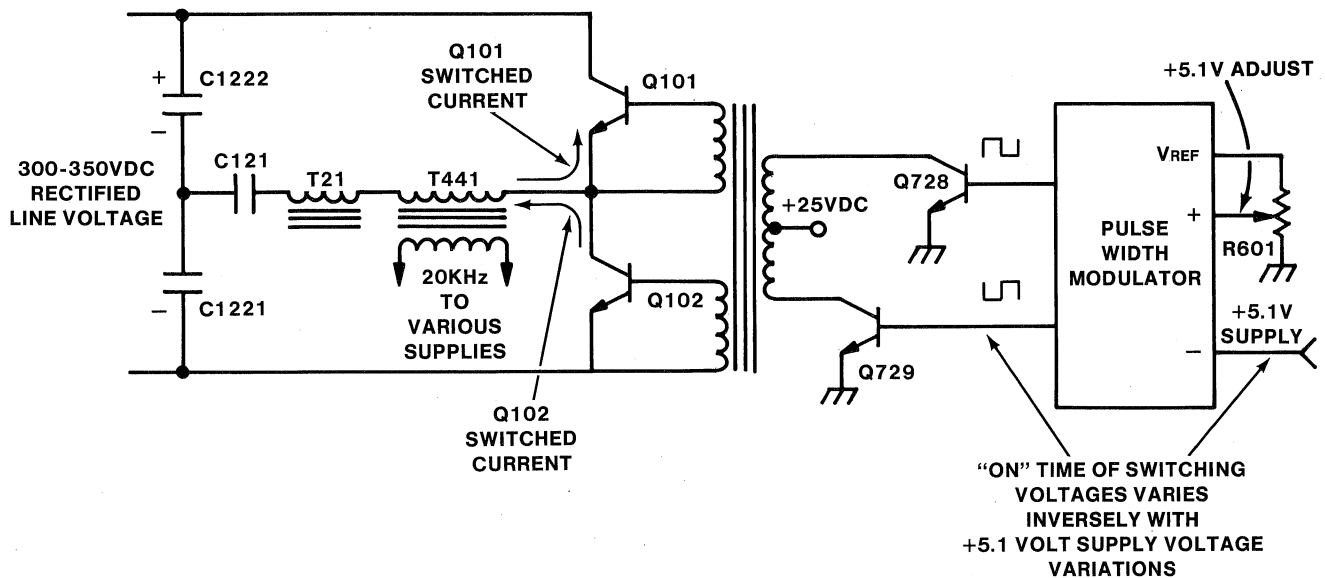 Q101
SWITCHED
CURRENT
Q101
+5.1V ADJUST
+
C1222
−
300-350VDC
RECTIFIED
LINE VOLTAGE
C121
T21
T441
+25VDC
Q728
VREF
+
PULSE
WIDTH
MODULATOR
R601
C1221
−
20KHz
TO
VARIOUS
SUPPLIES
Q102
Q729
+5.1V
SUPPLY
−
Q102
SWITCHED
CURRENT
“ON” TIME OF SWITCHING
VOLTAGES VARIES
INVERSELY WITH
+5.1 VOLT SUPPLY VOLTAGE
VARIATIONS